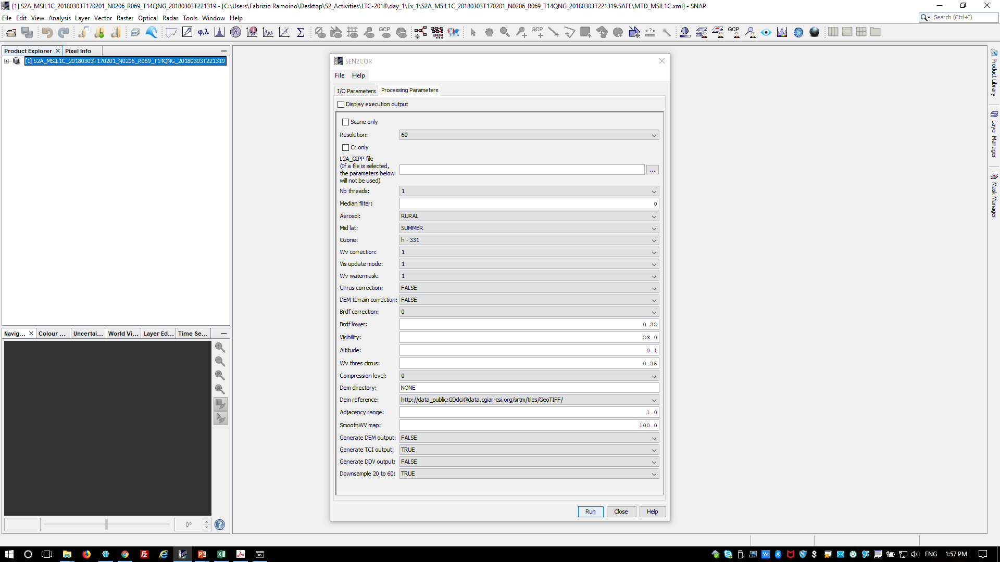 [1] S2A_MSIL1C_20180303T170201_N0206_R069_T14QNG_20180303T221319 - [C:\Users\Fabrizio Ramoino\Desktop\S2_Activities\LTC-2018\day_1\Ex_1\S2A_MSIL1C_20180303T170201_N0206_R069_T14QNG_20180303T221319.SAFE\MTD_MSIL1C.xml] - SNAP
File Edit View Analysis Layer Vector Raster Optical Radar Tools Window Help
Search (Ctrl+I)
φ,λ
GCP
GCP
GCP
Product Explorer
Pixel Info
[1] S2A_MSIL1C_20180303T170201_N0206_R069_T14QNG_20180303T221319
SEN2COR
File Help
I/O Parameters
Processing Parameters
Display execution output
Scene only
Resolution: 60
Cr only
L2A_GIPP file
(If a file is selected,
the parameters below
will not be used)
...
Nb threads: 1
Median filter: 0
Aerosol: RURAL
Mid lat: SUMMER
Ozone: h - 331
Wv correction: 1
Vis update mode: 1
Wv watermask: 1
Cirrus correction: FALSE
DEM terrain correction: FALSE
Brdf correction: 0
Brdf lower: 0.22
Visibility: 23.0
Altitude: 0.1
Wv thres cirrus: 0.25
Compression level: 0
Dem directory: NONE
Dem reference: http://data_public:GDdci@data.cgiar-csi.org/srtm/tiles/GeoTIFF/
Adjacency range: 1.0
SmoothWV map: 100.0
Generate DEM output: FALSE
Generate TCI output: TRUE
Generate DDV output: FALSE
Downsample 20 to 60: TRUE
Run
Close
Help
Product Library
Layer Manager
Mask Manager
Navig...
Colour ...
Uncertai...
World Vi...
Layer Ed...
Time Se...
0°
ENG
1:57 PM